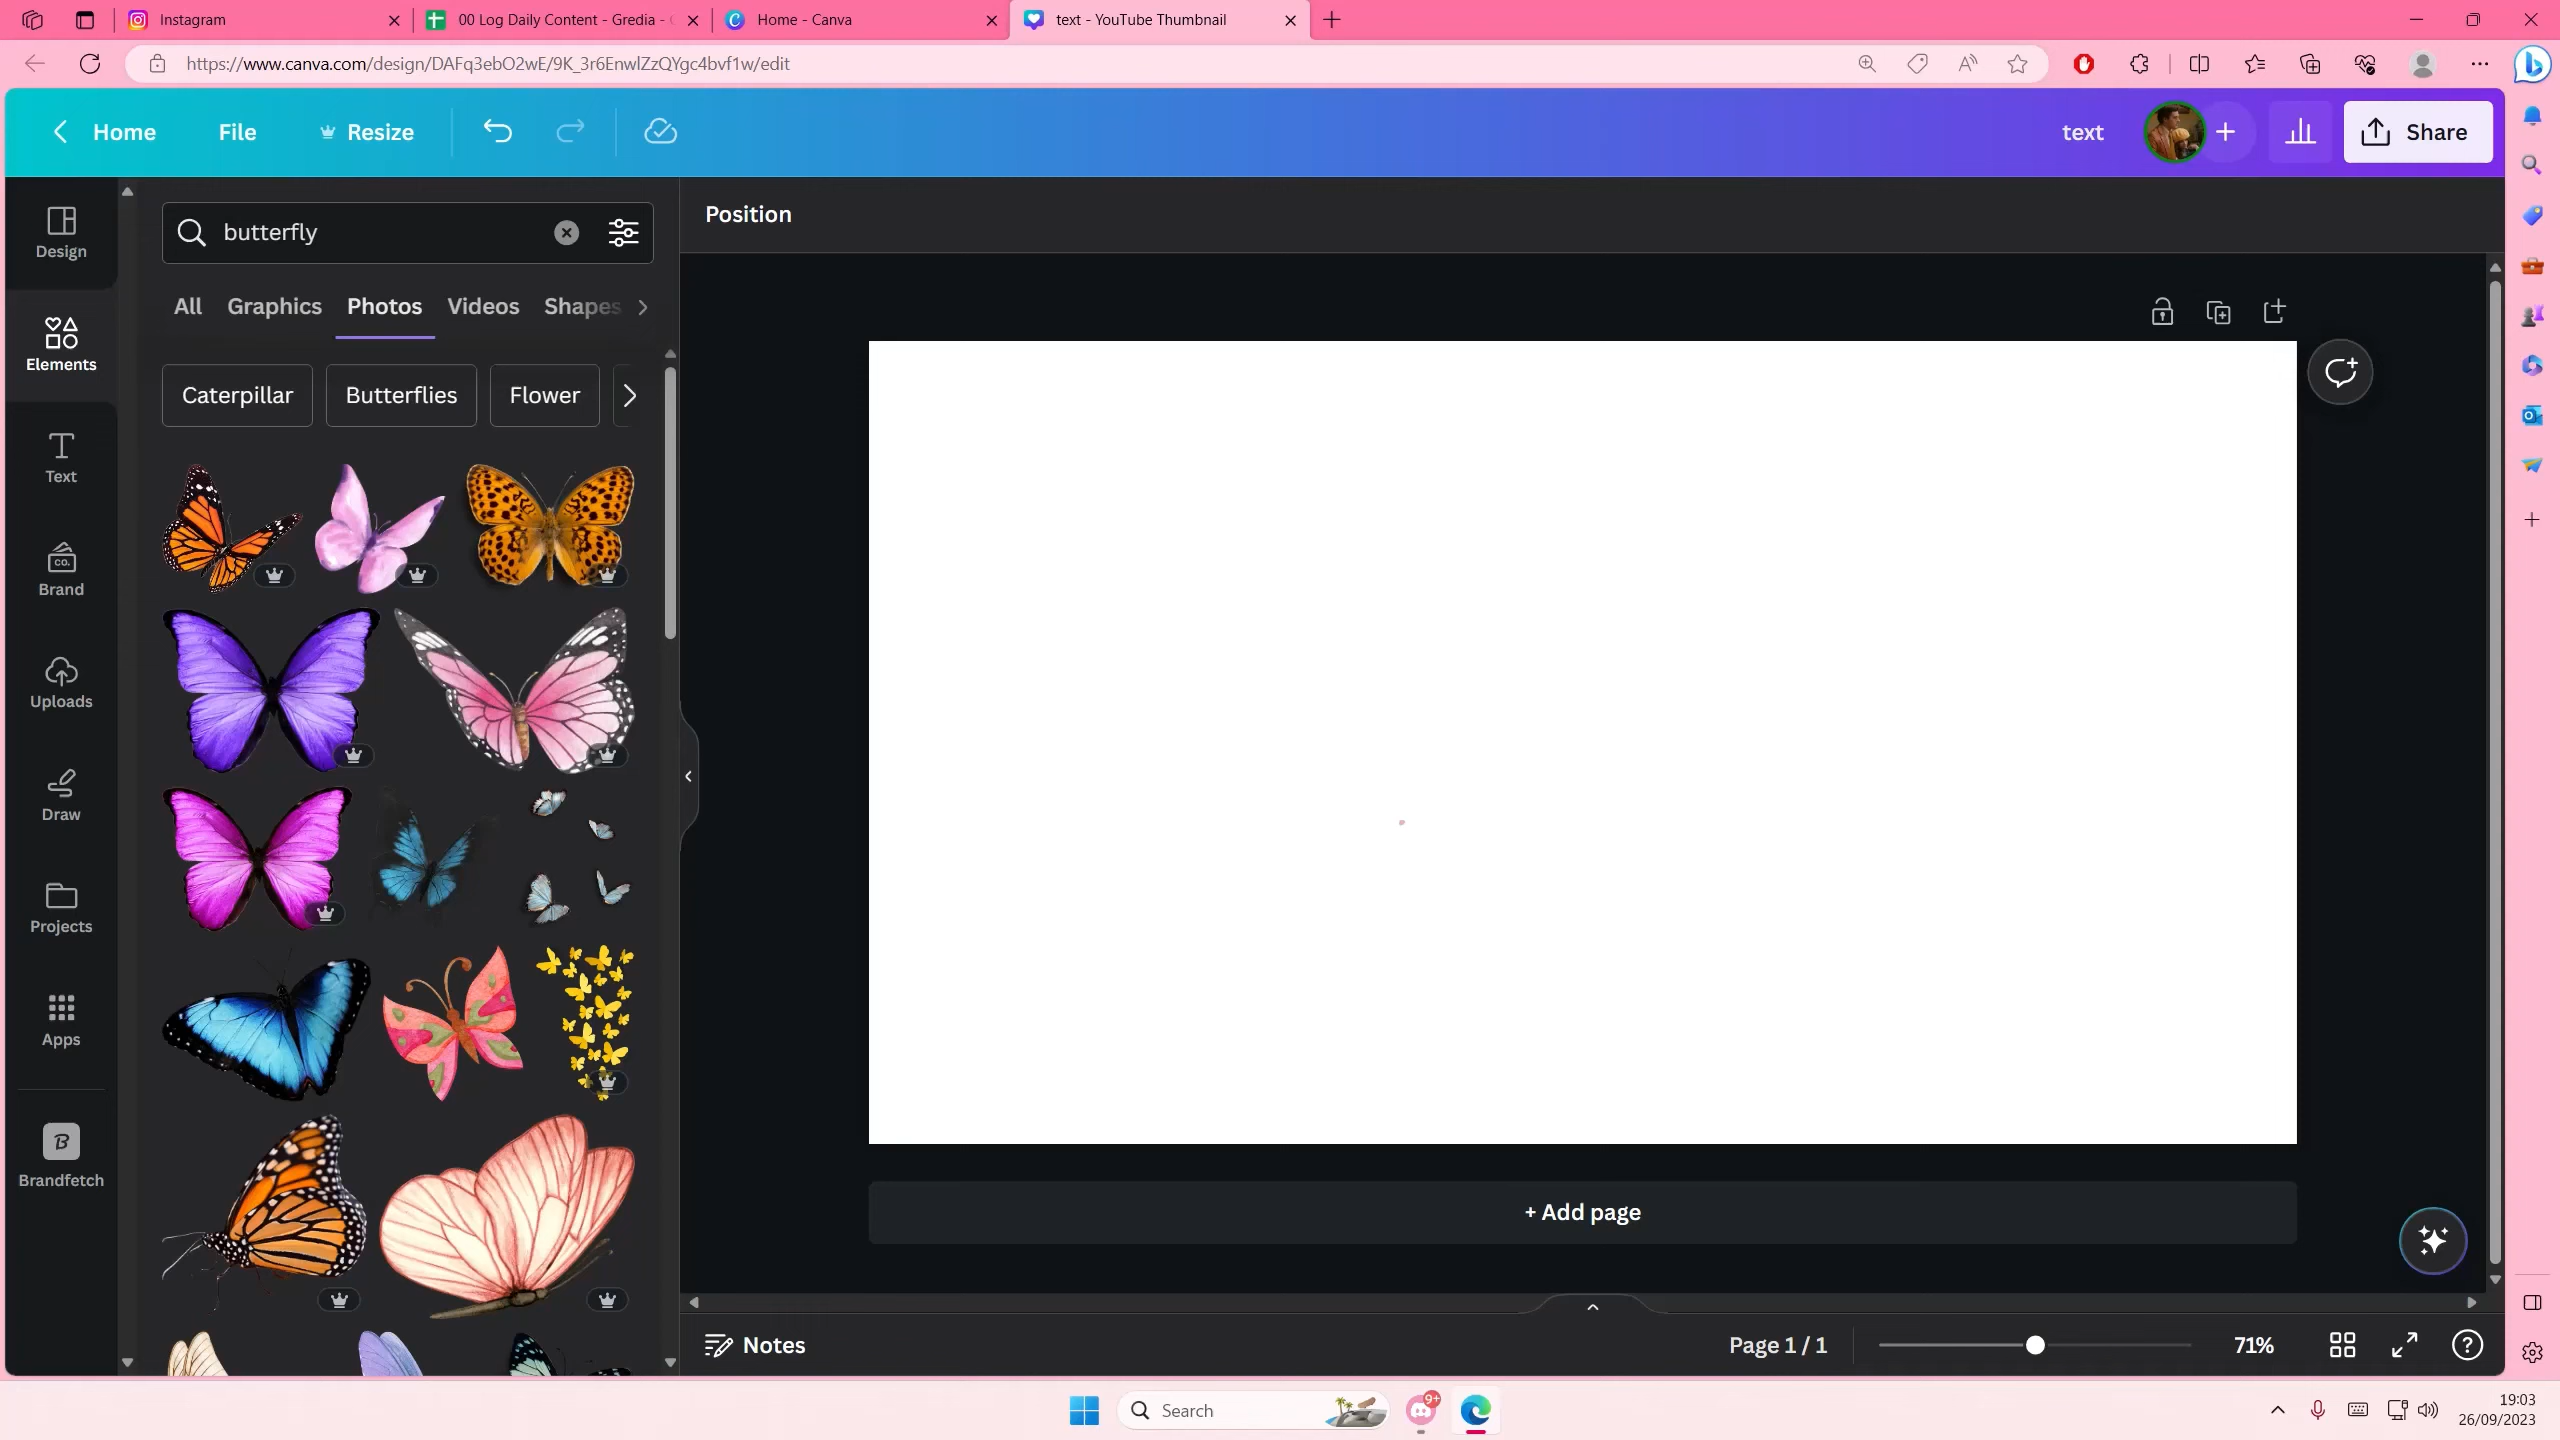 Instagram
00 Log Daily Content - Gredia -
Home - Canva
text - YouTube Thumbnail
https://www.canva.com/design/DAFq3ebO2wE/9K_3r6EnwlZzQYgc4bvf1w/edit
Home
File
Resize
text
Share
Design
Elements
Text
Brand
Uploads
Draw
Projects
Apps
Brandfetch
butterfly
All
Graphics
Photos
Videos
Shapes
Caterpillar
Butterflies
Flower
Position
+ Add page
Notes
Page 1 / 1
71%
Search
9+
19:03
26/09/2023